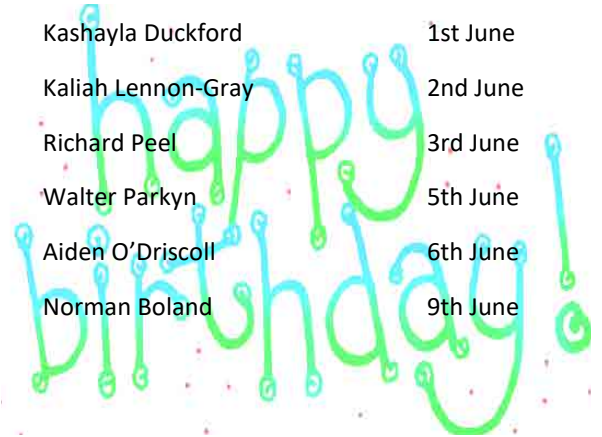 Kashayla Duckford 1st June
Kaliah Lennon-Gray 2nd June
Richard Peel 3rd June
Walter Parkyn 5th June
Aiden O’Driscoll 6th June
Norman Boland 9th June
happy
birthday!